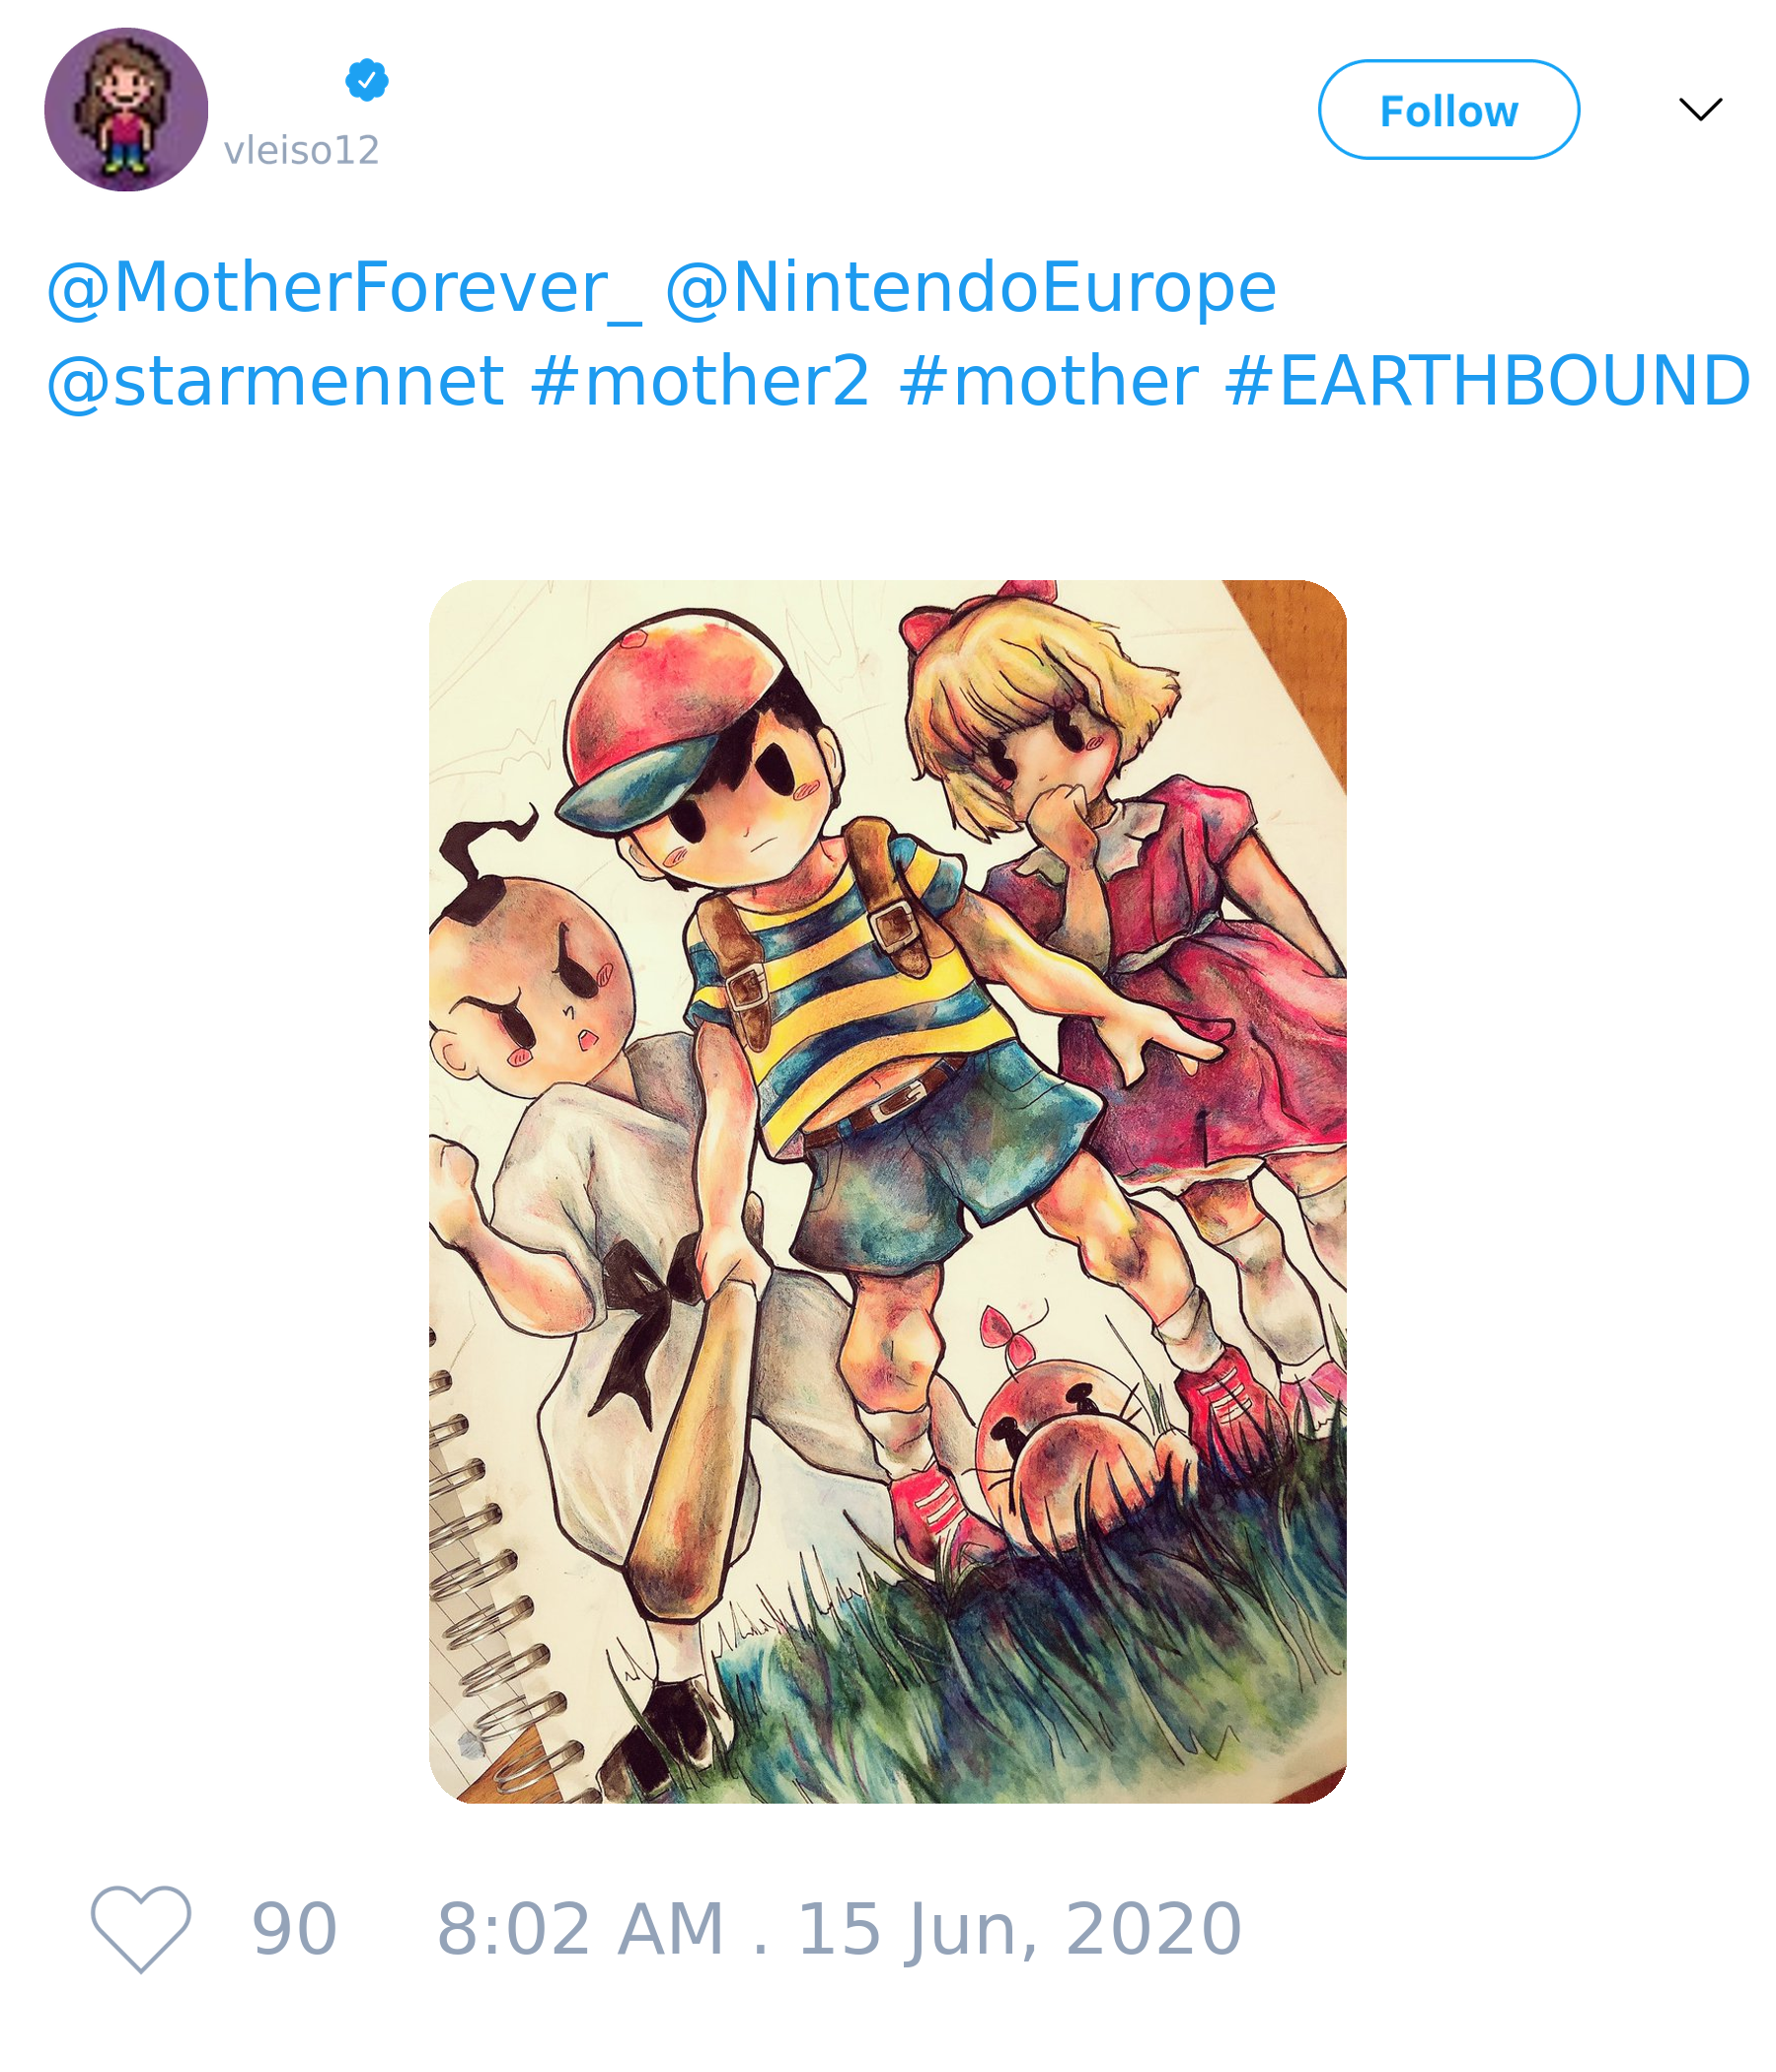 vleiso12
Follow
@MotherForever_ @NintendoEurope
@starmennet #mother2 #mother #EARTHBOUND
90
8:02 AM . 15 Jun, 2020